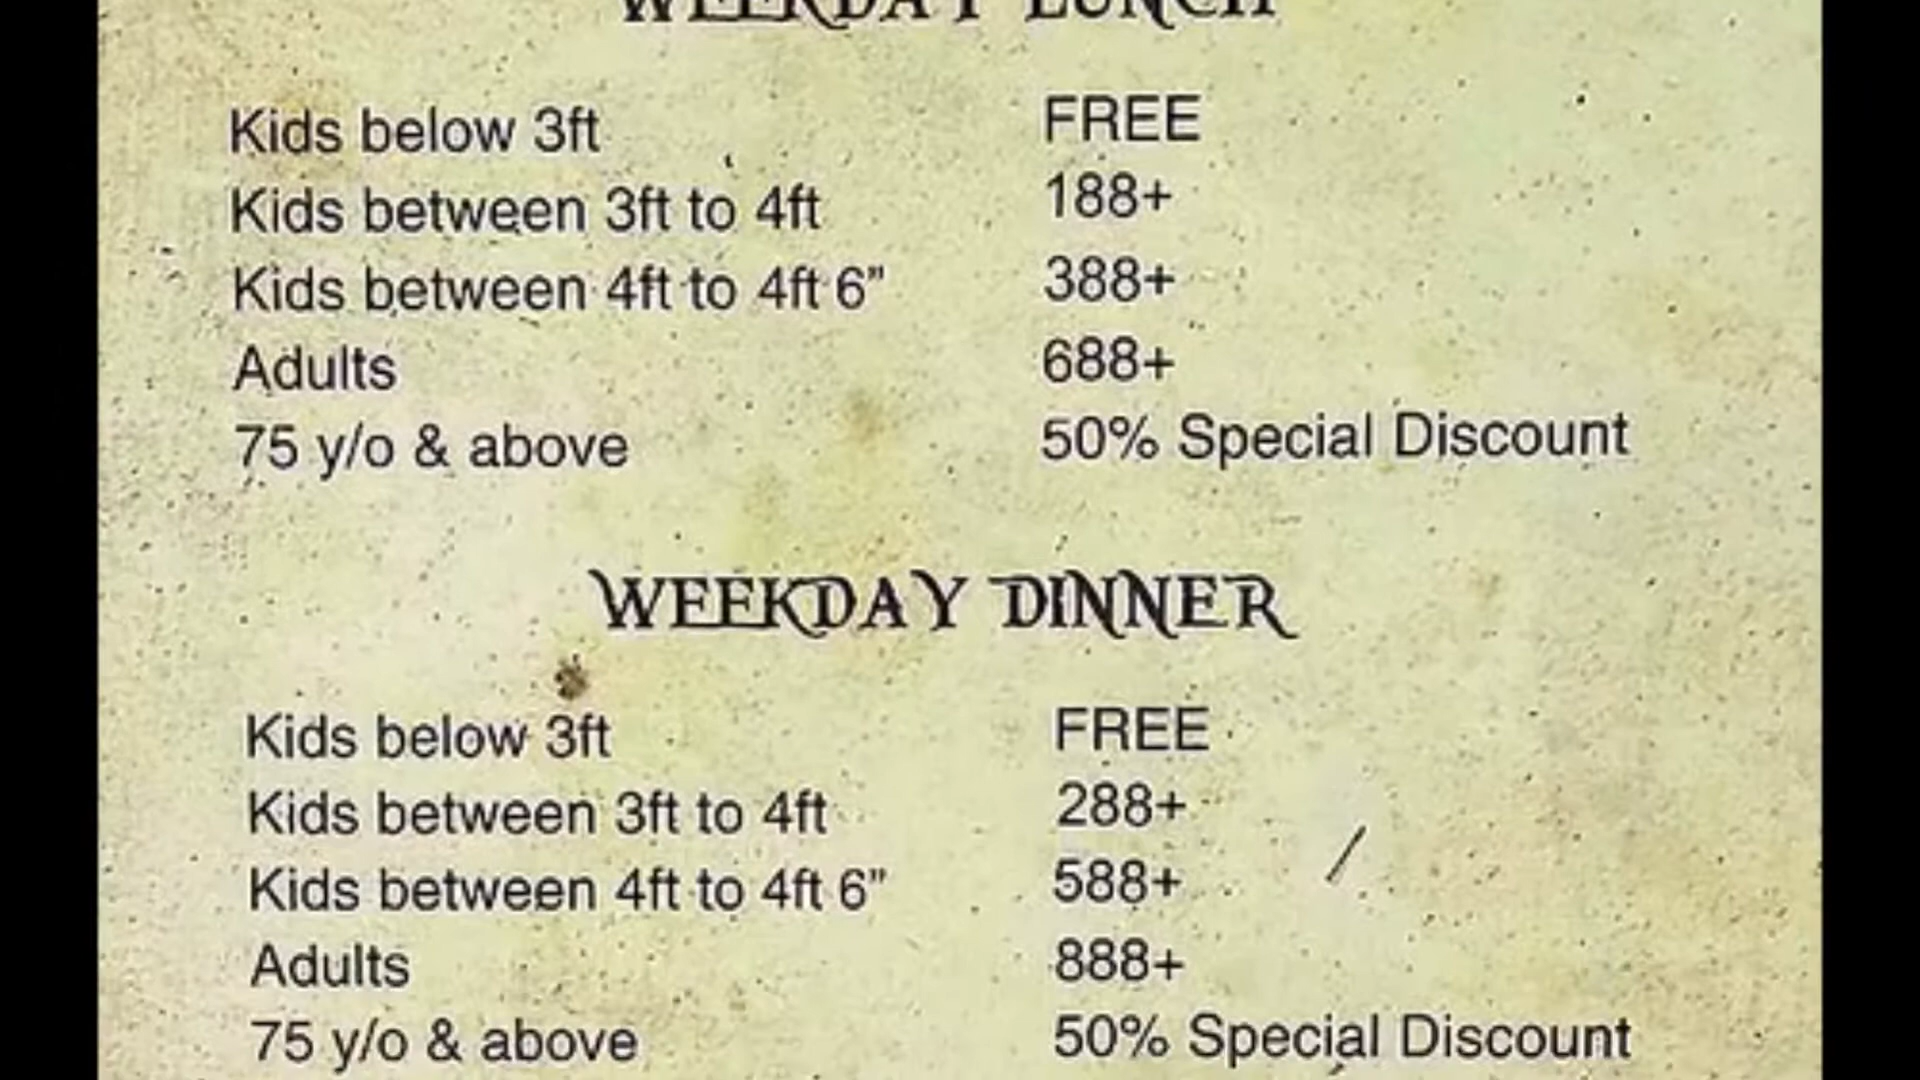 WEEKDAY LUNCH
Kids below 3ft FREE
Kids between 3ft to 4ft 188+
Kids between 4ft to 4ft 6” 388+
Adults 688+
75 y/o & above 50% Special Discount
WEEKDAY DINNER
Kids below 3ft FREE
Kids between 3ft to 4ft 288+
Kids between 4ft to 4ft 6” 588+
Adults 888+
75 y/o & above 50% Special Discount